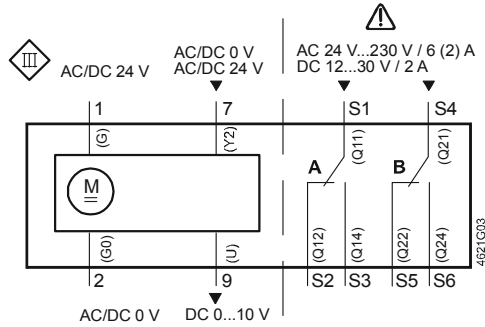 III
AC/DC 24 V
AC/DC 0 V
AC/DC 24 V
AC 24 V...230 V / 6 (2) A
DC 12...30 V / 2 A
1
7
S1
S4
(G)
(Y2)
(Q11)
(Q21)
A
B
M
(G0)
(U)
(Q12)
(Q14)
(Q22)
(Q24)
2
9
S2
S3
S5
S6
AC/DC 0 V
DC 0...10 V
4621G03